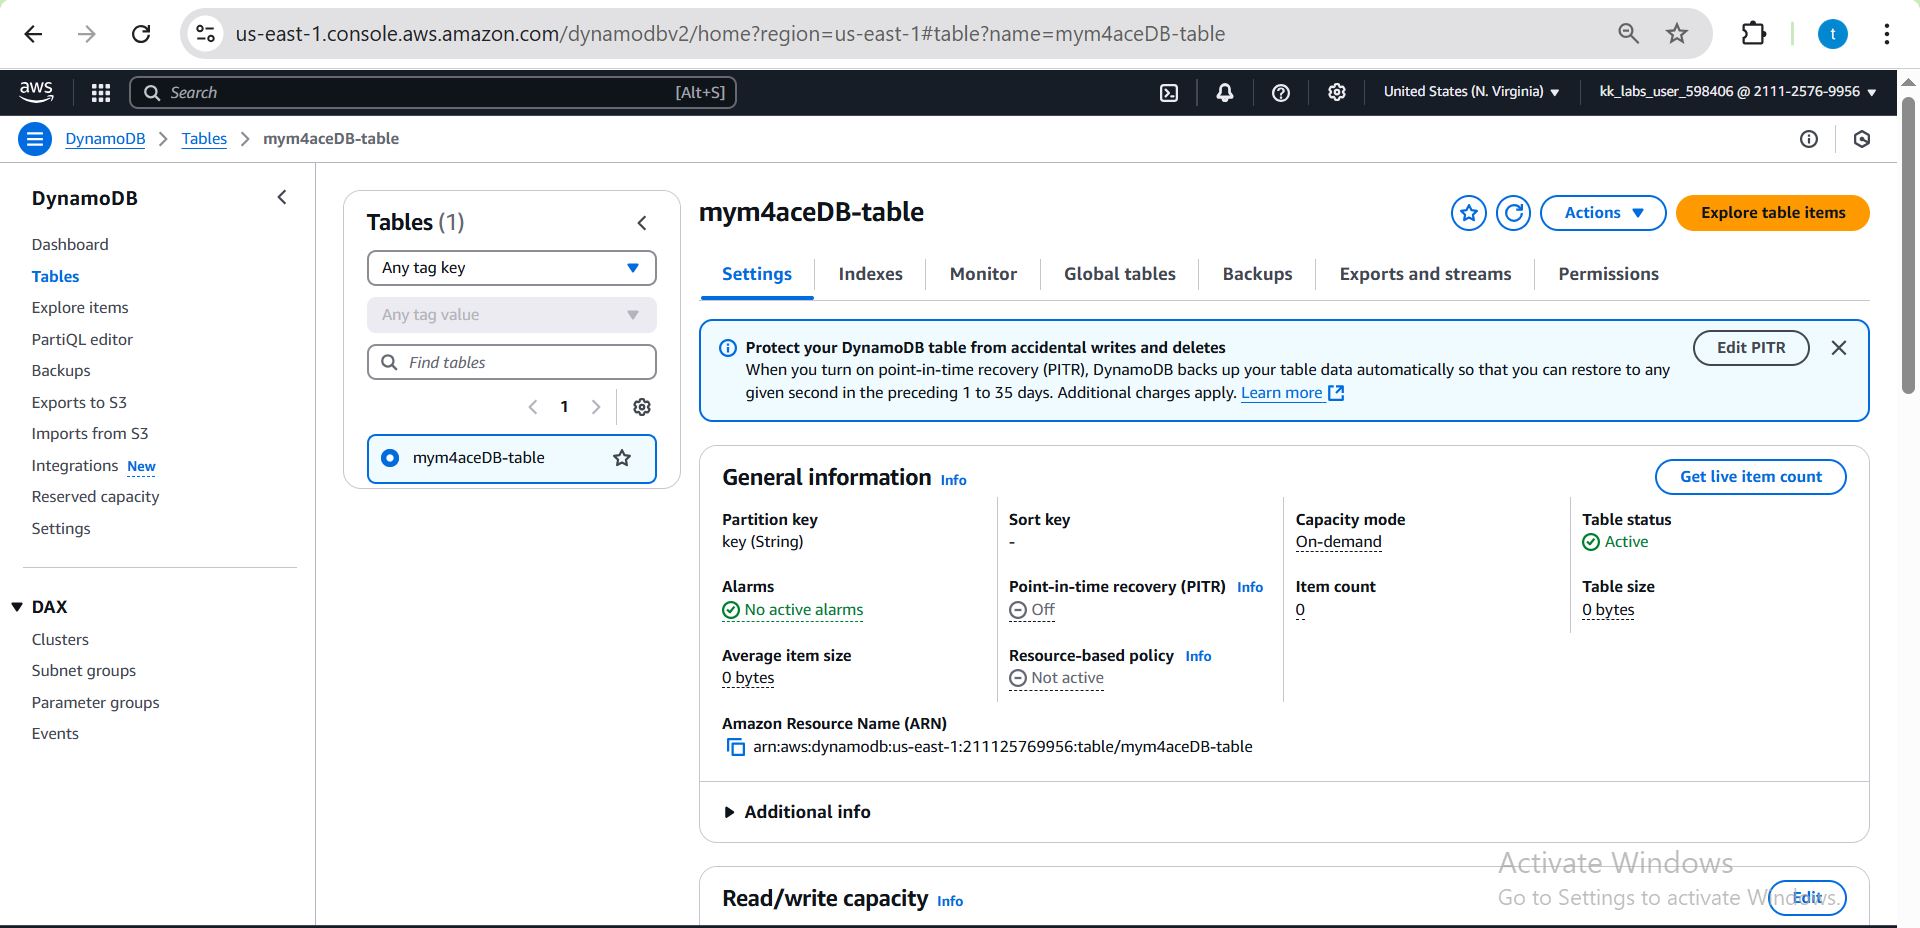 us-east-1.console.aws.amazon.com/dynamodbv2/home?region=us-east-1#table?name=mym4aceDB-table
t
aws
Search
[Alt+S]
United States (N. Virginia)
kk_labs_user_598406 @ 2111-2576-9956
DynamoDB
Tables
mym4aceDB-table
DynamoDB
Dashboard
Tables
Explore items
PartiQL editor
Backups
Exports to S3
Imports from S3
Integrations New
Reserved capacity
Settings
DAX
Clusters
Subnet groups
Parameter groups
Events
Tables (1)
Any tag key
Any tag value
Find tables
1
mym4aceDB-table
mym4aceDB-table
Actions
Explore table items
Settings
Indexes
Monitor
Global tables
Backups
Exports and streams
Permissions
Protect your DynamoDB table from accidental writes and deletes
When you turn on point-in-time recovery (PITR), DynamoDB backs up your table data automatically so that you can restore to any
given second in the preceding 1 to 35 days. Additional charges apply. Learn more
Edit PITR
General information Info
Get live item count
Partition key
key (String)
Sort key
-
Capacity mode
On-demand
Table status
Active
Alarms
No active alarms
Point-in-time recovery (PITR) Info
Off
Item count
0
Table size
0 bytes
Average item size
0 bytes
Resource-based policy Info
Not active
Amazon Resource Name (ARN)
arn:aws:dynamodb:us-east-1:211125769956:table/mym4aceDB-table
Additional info
Read/write capacity Info
Edit
Activate Windows
Go to Settings to activate Windows.